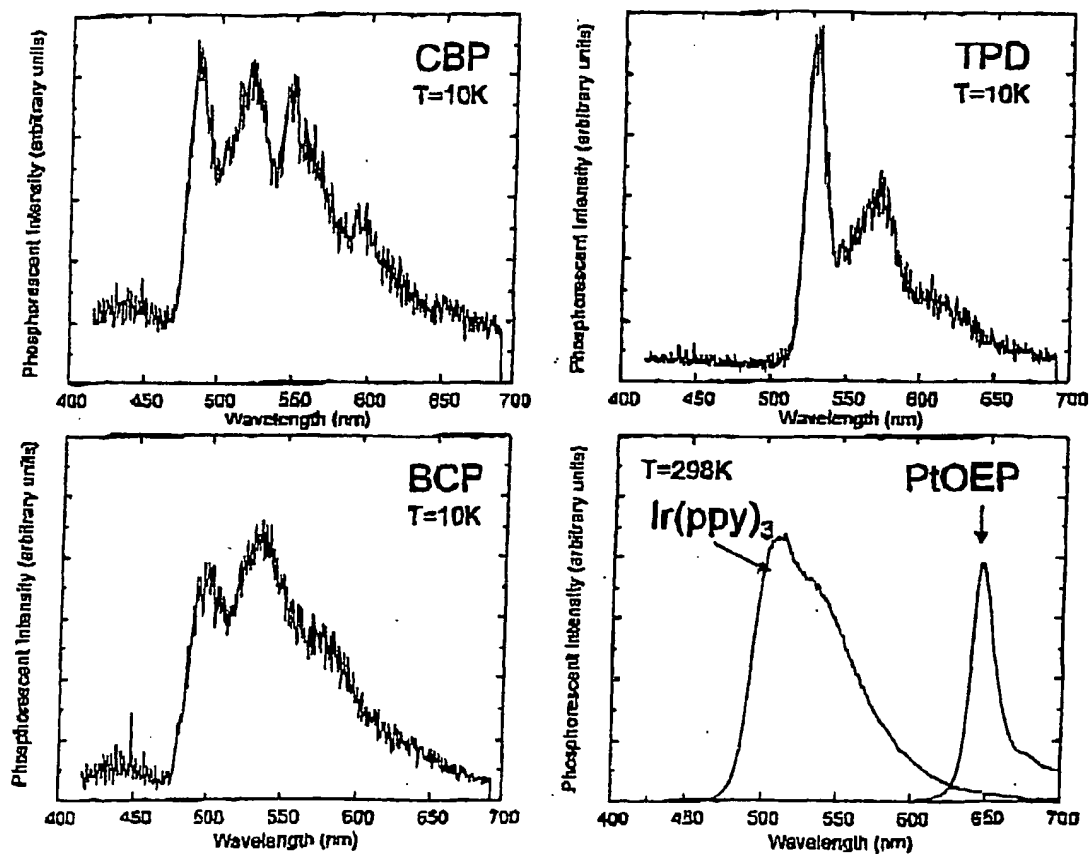 CBP
T=10K
Phosphorescent Intensity (arbitrary units)
400 450 500 550 600 650 700
Wavelength (nm)
TPD
T=10K
Phosphorescent Intensity (arbitrary units)
400 450 500 550 600 650 700
Wavelength (nm)
BCP
T=10K
Phosphorescent Intensity (arbitrary units)
400 450 500 550 600 650 700
Wavelength (nm)
T=298K
PtOEP
Ir(ppy)3
Phosphorescent Intensity (arbitrary units)
400 450 500 550 600 650 700
Wavelength (nm)